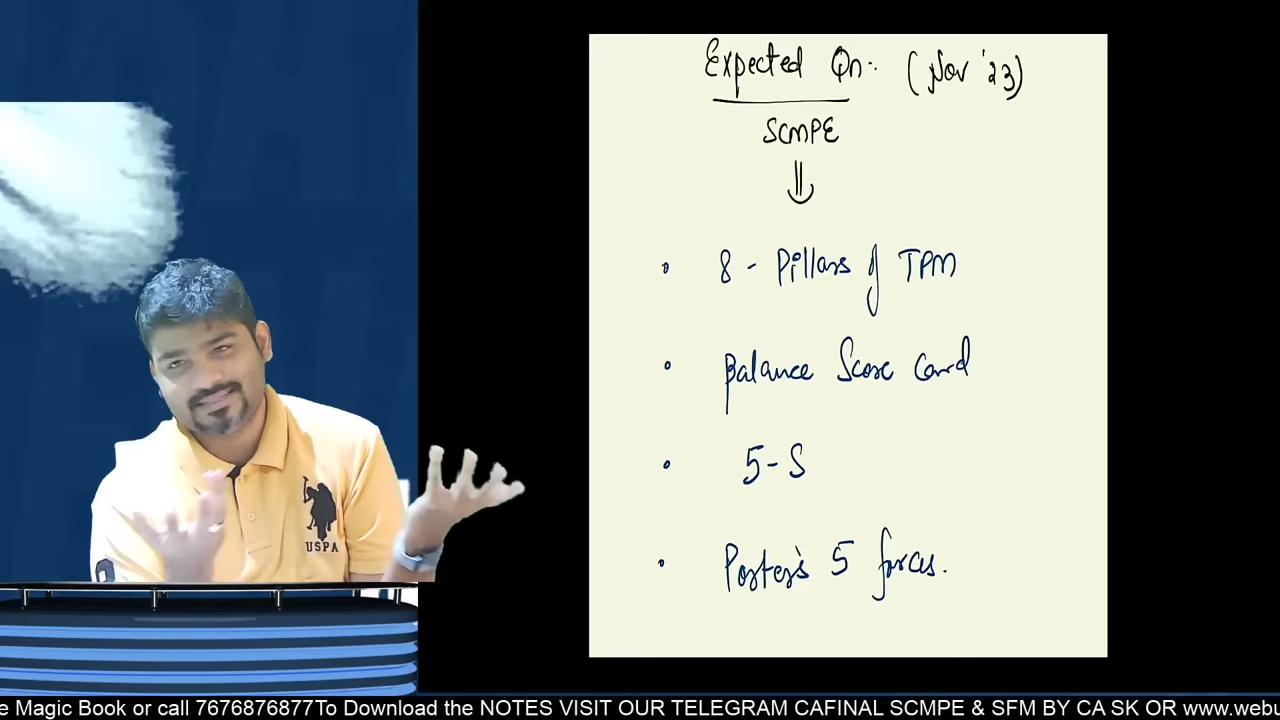 Expected Qn:- (Nov '23)
SCMPE
8 - Pillars of TPM
Balance Score Card
5-S
Porter's 5 forces.
USPA
e Magic Book or call 7676876877To Download the NOTES VISIT OUR TELEGRAM CAFINAL SCMPE & SFM BY CA SK OR www.webu